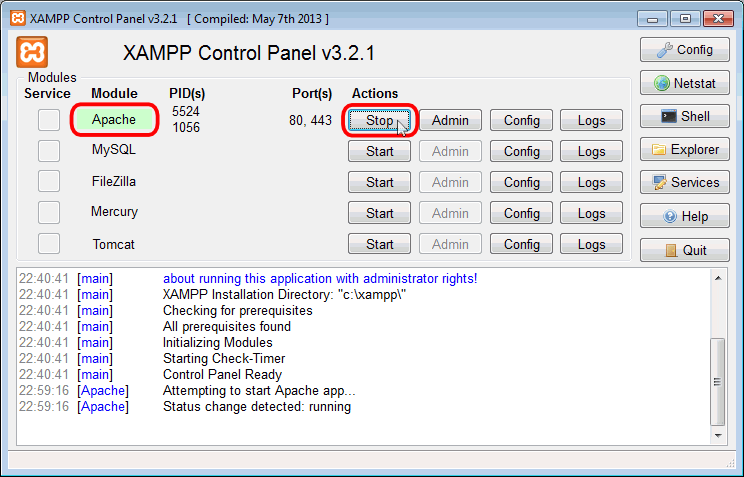 XAMPP Control Panel v3.2.1 [ Compiled: May 7th 2013 ]
XAMPP Control Panel v3.2.1
Config
Modules
Service Module PID(s) Port(s) Actions
Netstat
Apache 5524 1056 80, 443 Stop Admin Config Logs
Shell
MySQL Start Admin Config Logs
Explorer
FileZilla Start Admin Config Logs
Services
Mercury Start Admin Config Logs
Help
Tomcat Start Admin Config Logs
Quit
22:40:41 [main] about running this application with administrator rights!
22:40:41 [main] XAMPP Installation Directory: "c:\xampp\"
22:40:41 [main] Checking for prerequisites
22:40:41 [main] All prerequisites found
22:40:41 [main] Initializing Modules
22:40:41 [main] Starting Check-Timer
22:40:41 [main] Control Panel Ready
22:59:16 [Apache] Attempting to start Apache app...
22:59:16 [Apache] Status change detected: running